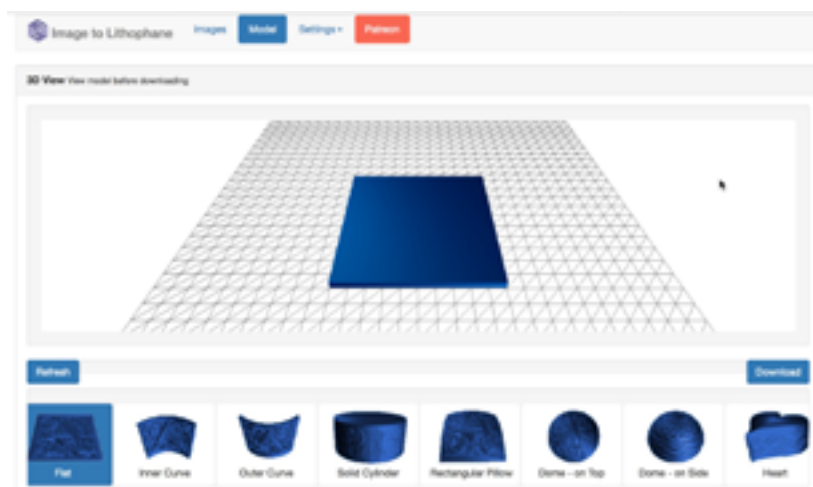 Image to Lithophane Images Model Settings Patreon
3D View View model before downloading
Refresh Download
Flat Inner Curve Outer Curve Solid Cylinder Rectangular Pillow Dome - on Top Dome - on Side Heart